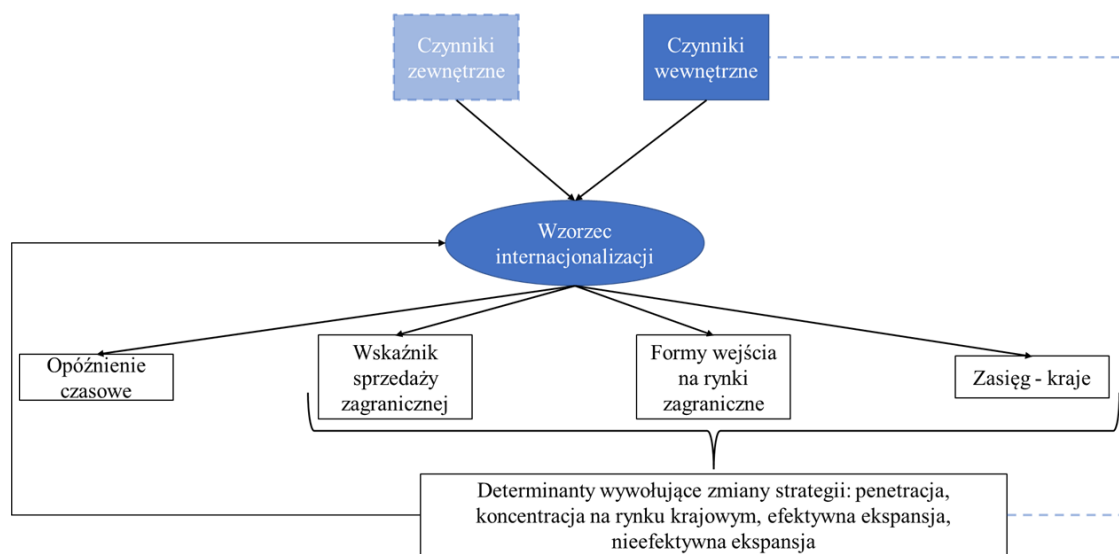 Czynniki
zewnętrzne
Czynniki
wewnętrzne
Wzorzec
internacjonalizacji
Opóźnienie
czasowe
Wskaźnik
sprzedaży
zagranicznej
Formy wejścia
na rynki
zagraniczne
Zasięg - kraje
Determinanty wywołujące zmiany strategii: penetracja,
koncentracja na rynku krajowym, efektywna ekspansja,
nieefektywna ekspansja